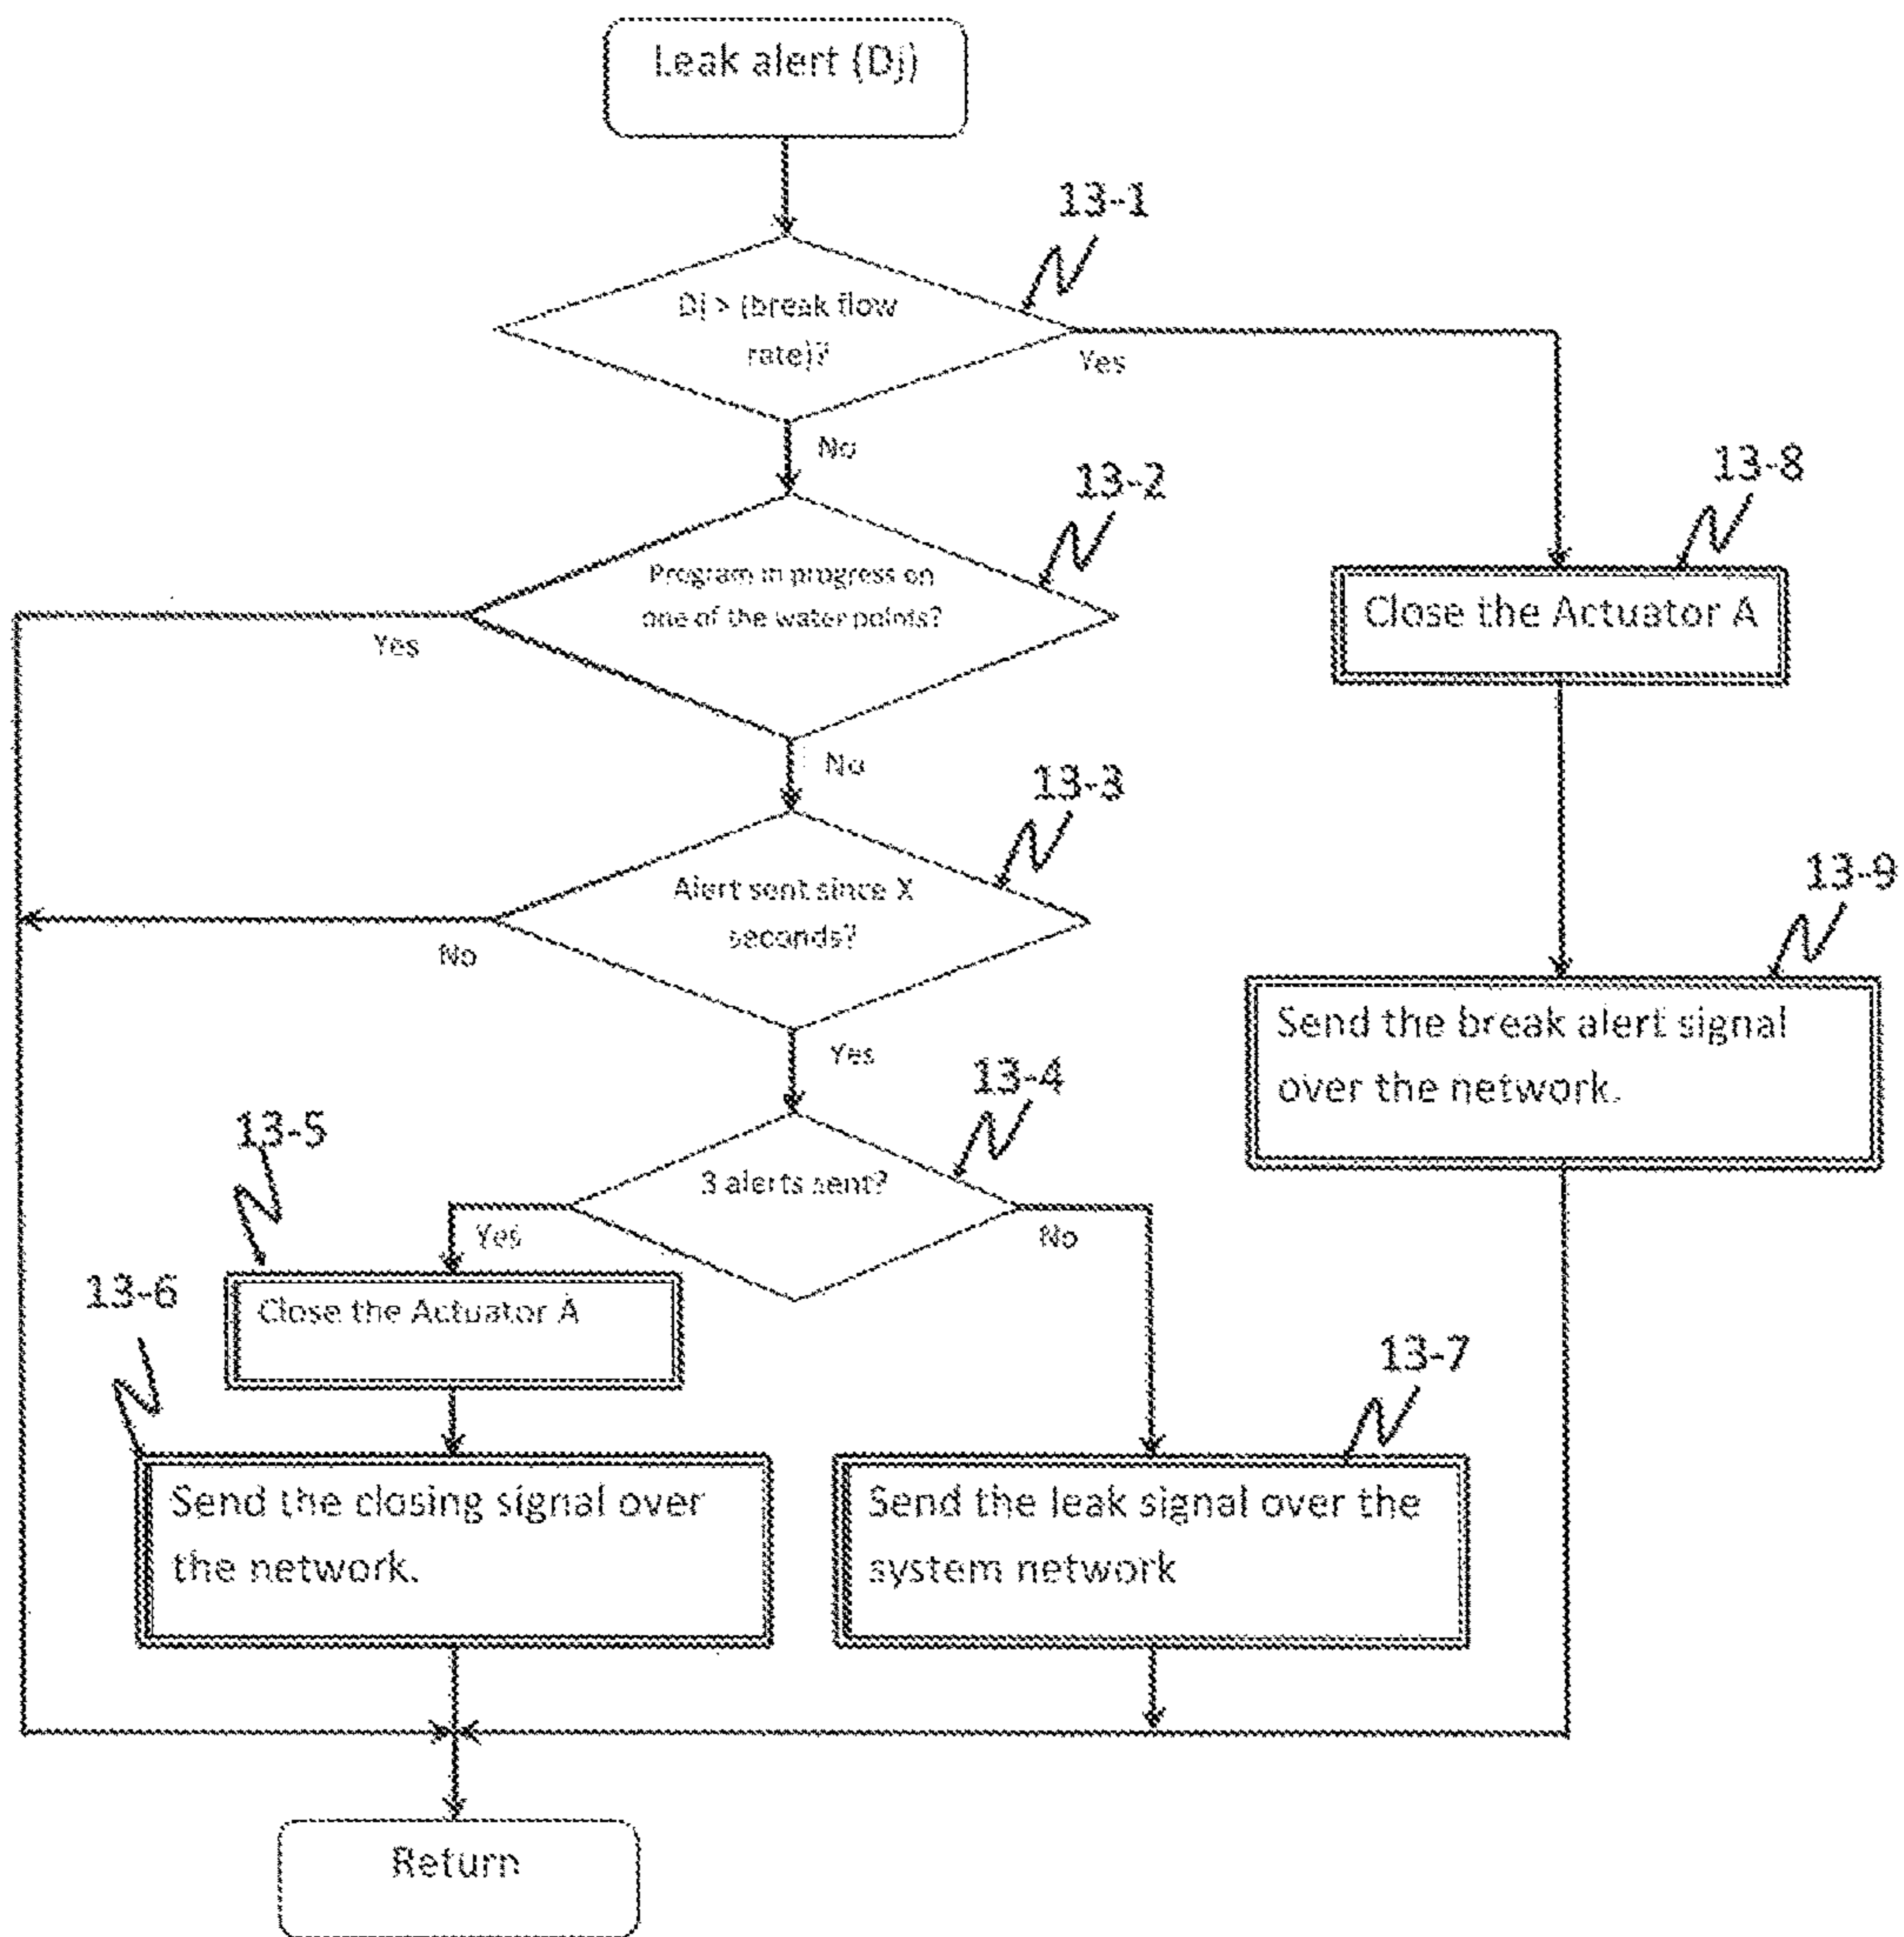 Leak alert (Dj)
13-1
Dj > (break flow
rate)?
Yes
No
13-2
13-8
Program in progress on
one of the water points?
Close the Actuator A
Yes
No
13-3
Alert sent since X
seconds?
13-9
No
Send the break alert signal
over the network.
Yes
13-4
13-5
3 alerts sent?
Yes
No
13-6
Close the Actuator A
13-7
Send the closing signal over
the network.
Send the leak signal over the
system network
Return